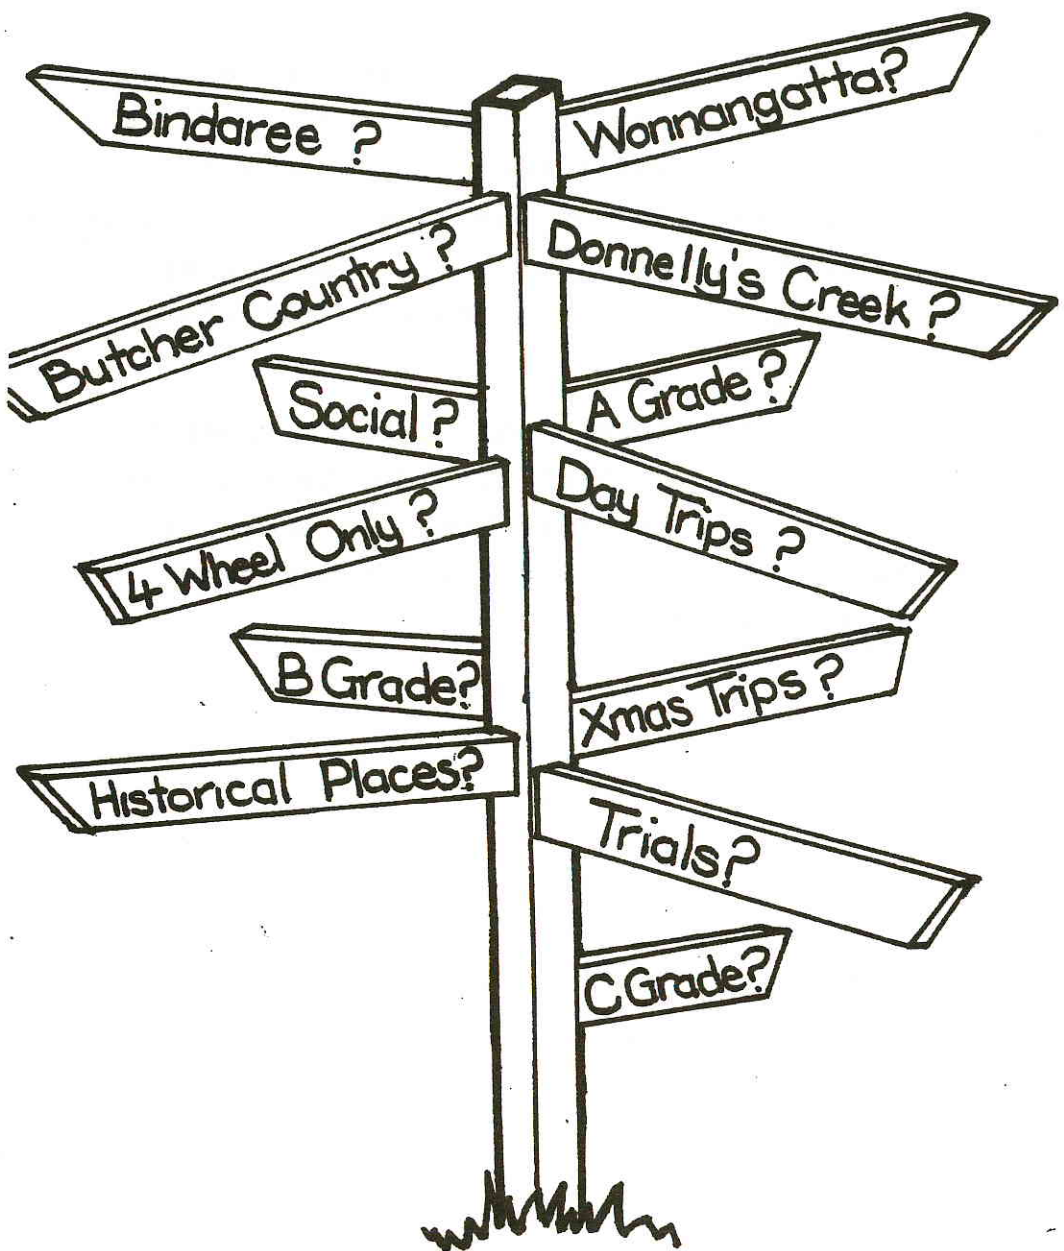 Bindaree ?
Wonnangatta?
Butcher Country ?
Donnelly's Creek ?
Social ?
A Grade ?
4 Wheel Only ?
Day Trips ?
B Grade?
Xmas Trips ?
Historical Places?
Trials?
C Grade?